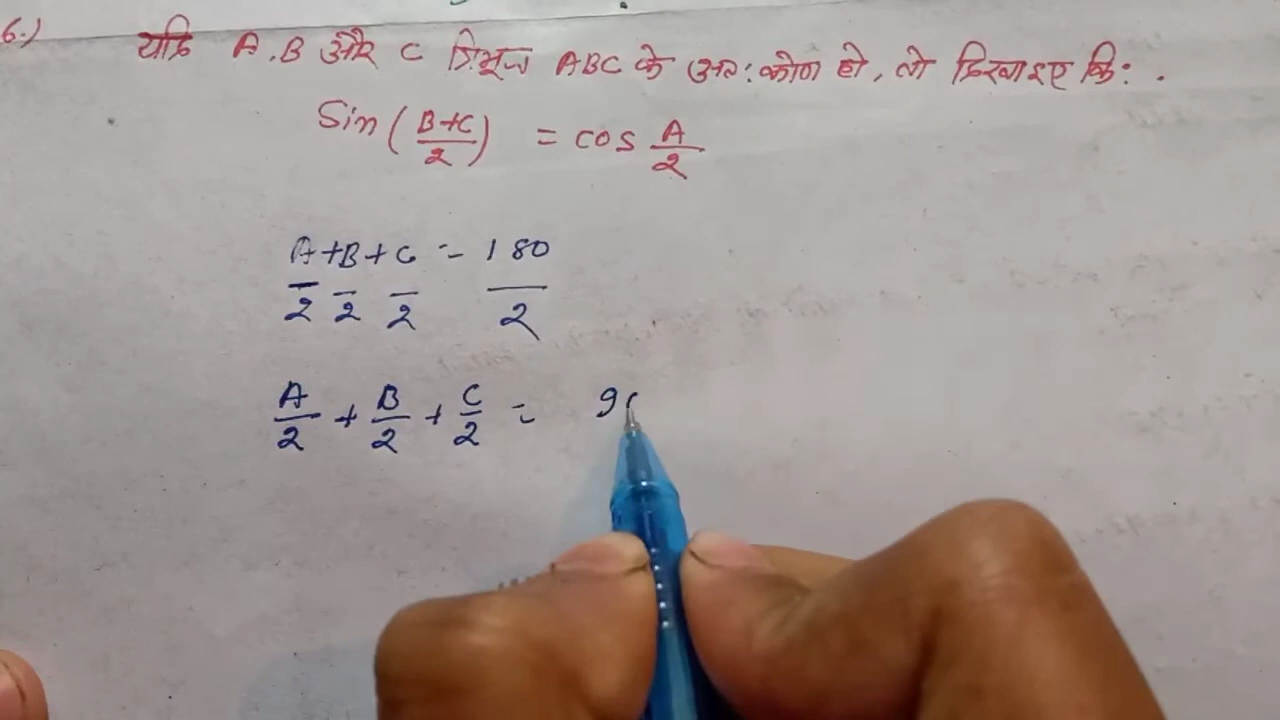 6.) यदि A,B और C त्रिभुज ABC के अंतः कोण हो, तो दिखाइए कि: .
Sin (B+C/2) = cos A/2
A+B+C = 180
2 2 2 2
A/2 + B/2 + C/2 = 90